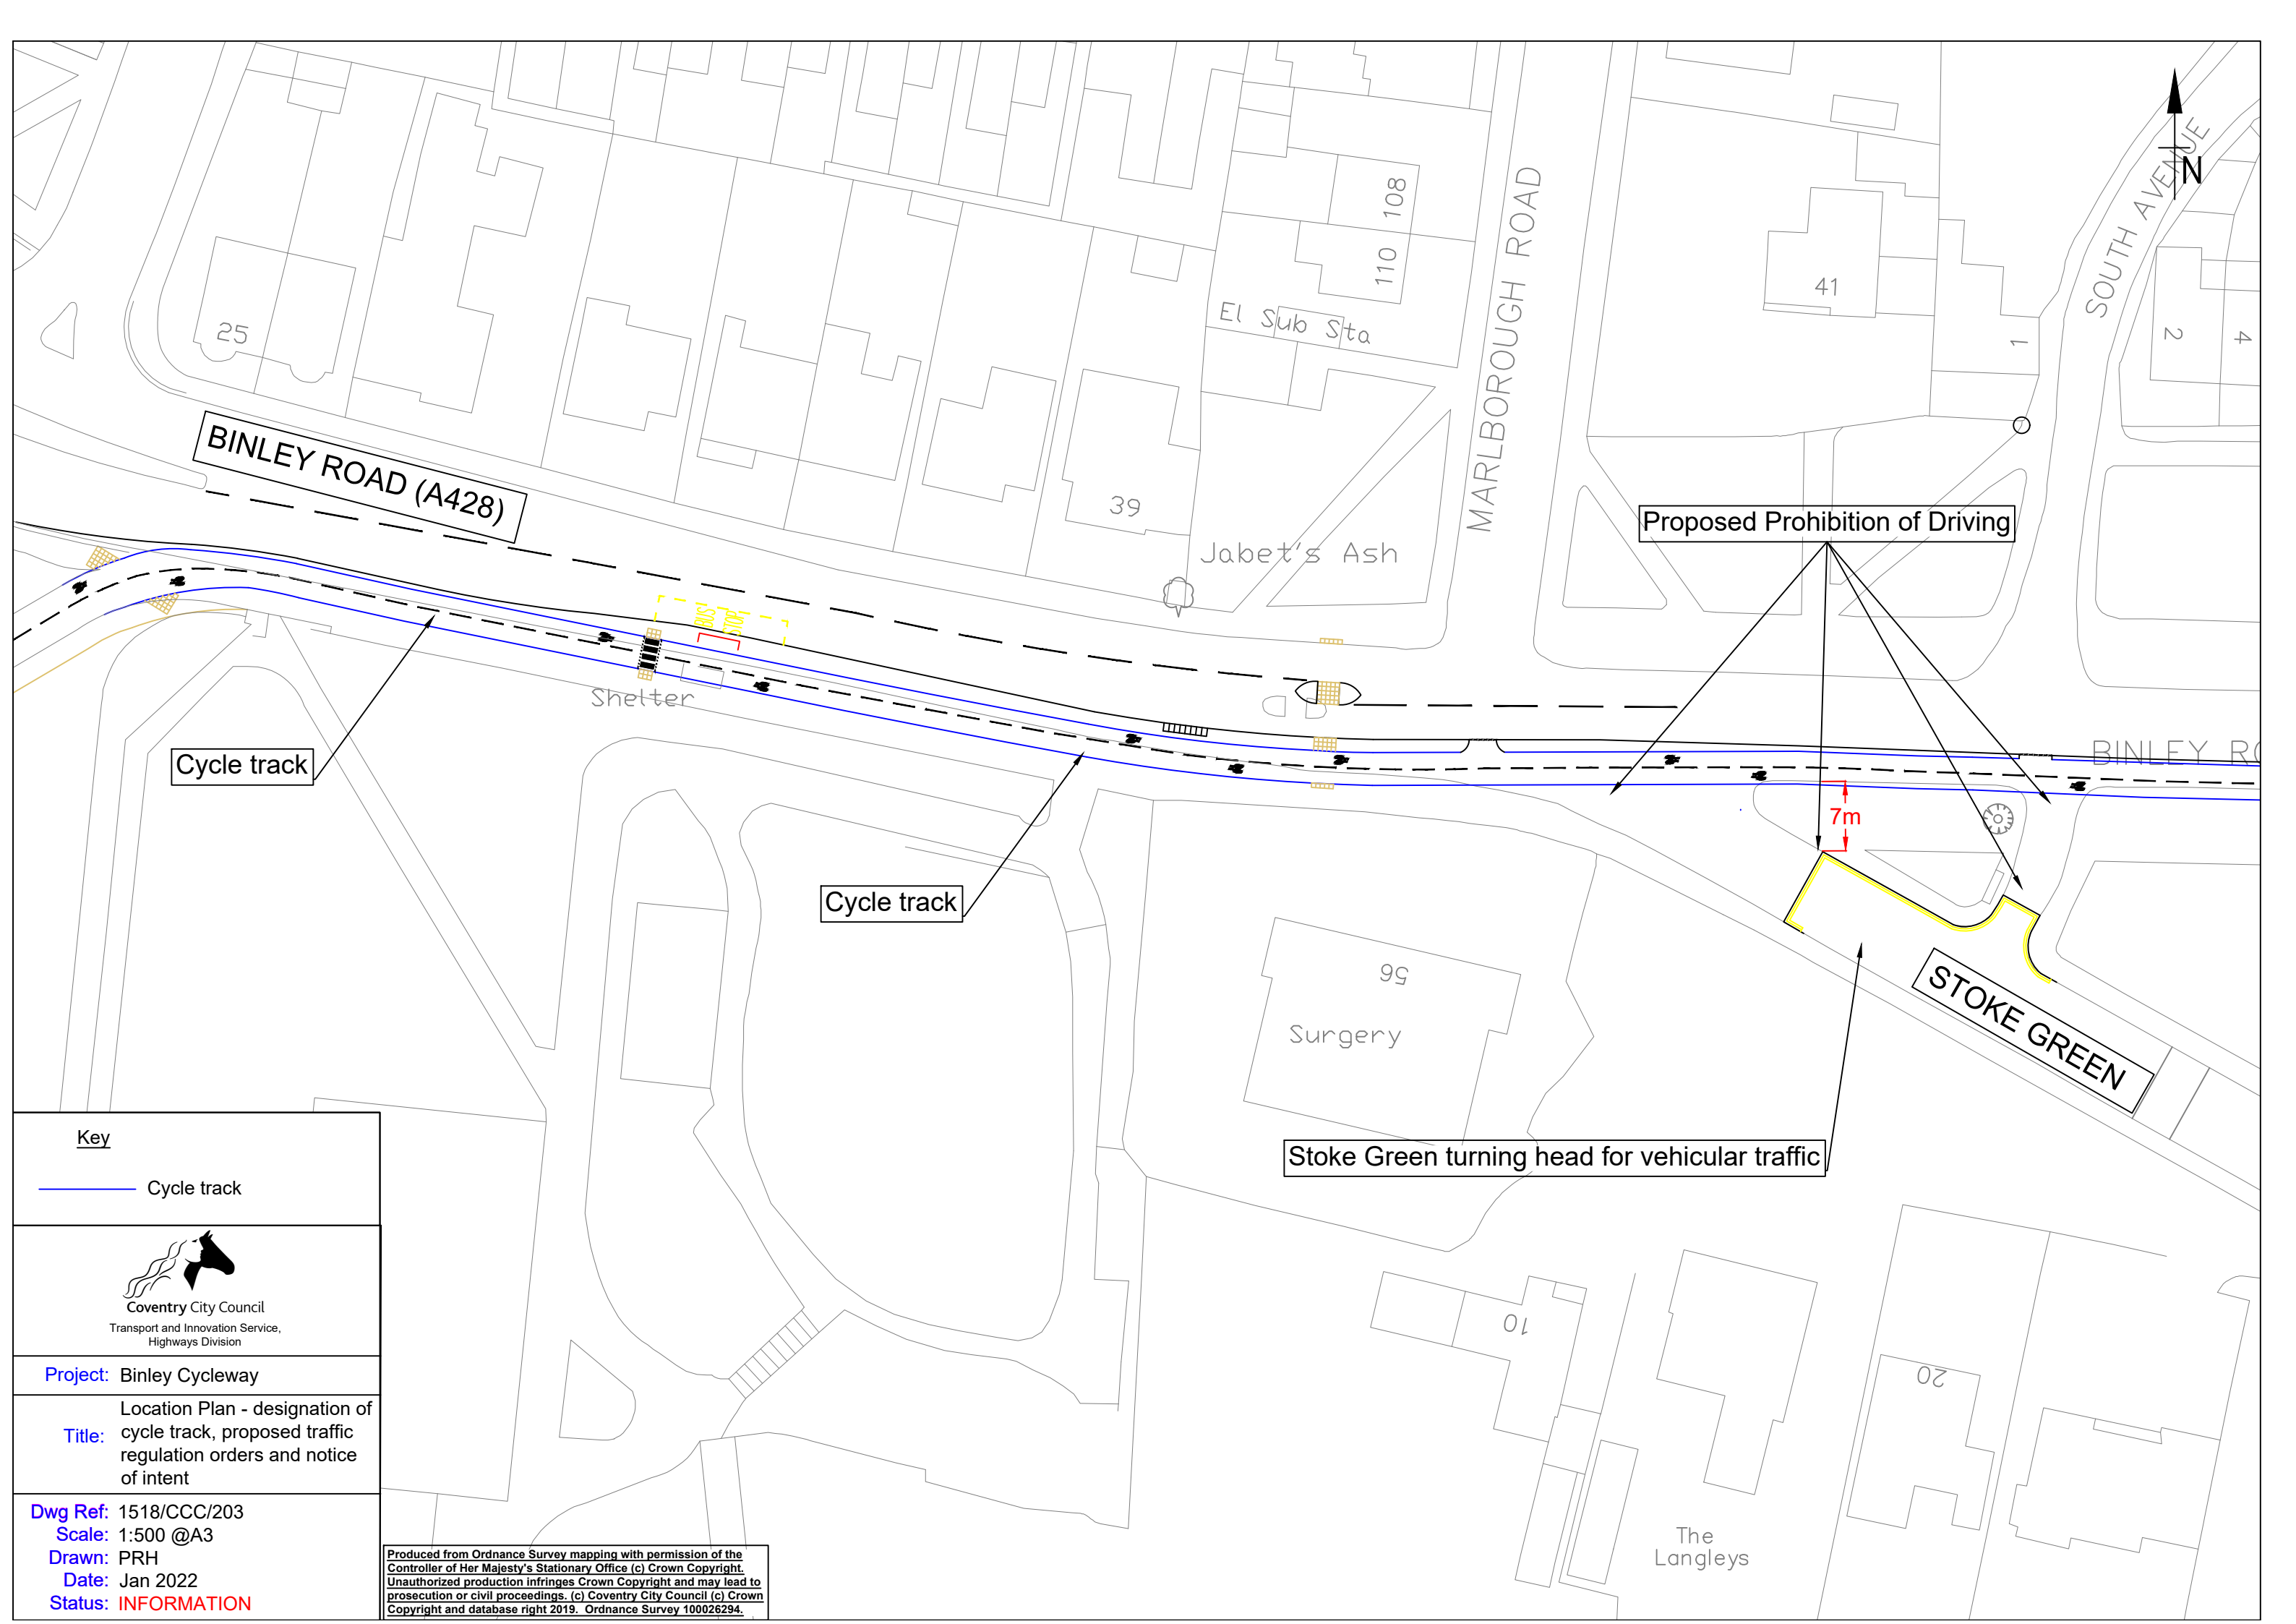 N
SOUTH AVENUE
108
110
MARLBOROUGH ROAD
41
1
2
4
25
El Sub Sta
BINLEY ROAD (A428)
39
Jabet's Ash
Proposed Prohibition of Driving
BUS
STOP
Shelter
Cycle track
BINLEY RO
7m
Cycle track
56
Surgery
STOKE GREEN
Stoke Green turning head for vehicular traffic
10
20
The
Langleys
Key
Cycle track
Coventry City Council
Transport and Innovation Service,
Highways Division
Project: Binley Cycleway
Title: Location Plan - designation of
cycle track, proposed traffic
regulation orders and notice
of intent
Dwg Ref: 1518/CCC/203
Scale: 1:500 @A3
Drawn: PRH
Date: Jan 2022
Status: INFORMATION
Produced from Ordnance Survey mapping with permission of the
Controller of Her Majesty's Stationary Office (c) Crown Copyright.
Unauthorized production infringes Crown Copyright and may lead to
prosecution or civil proceedings. (c) Coventry City Council (c) Crown
Copyright and database right 2019. Ordnance Survey 100026294.